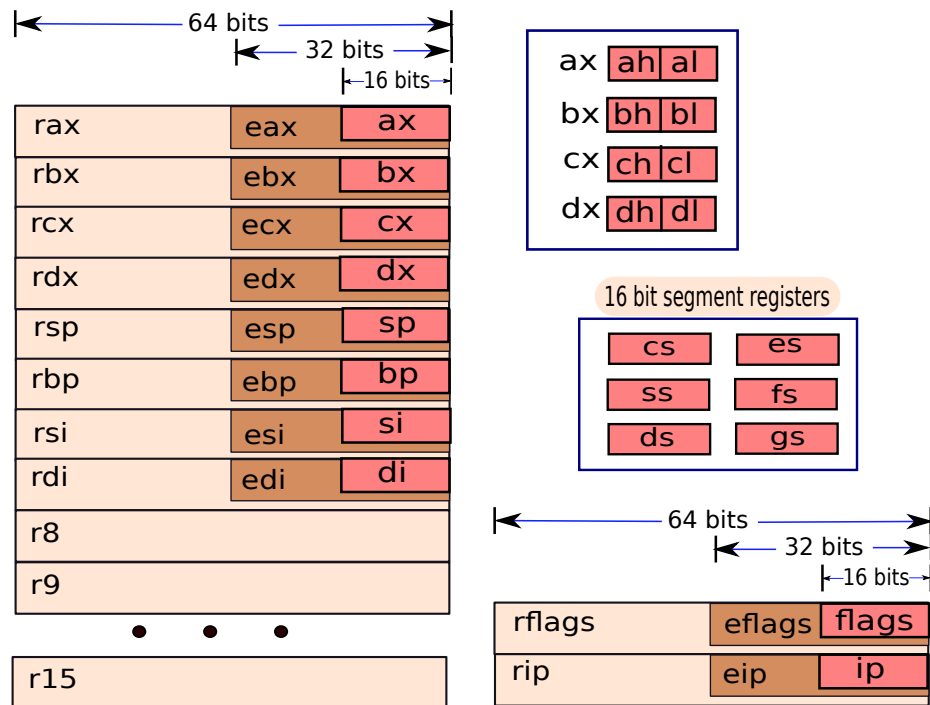 64 bits
32 bits
16 bits
rax eax ax
rbx ebx bx
rcx ecx cx
rdx edx dx
rsp esp sp
rbp ebp bp
rsi esi si
rdi edi di
r8
r9
r15
ax ah al
bx bh bl
cx ch cl
dx dh dl
16 bit segment registers
cs es
ss fs
ds gs
64 bits
32 bits
16 bits
rflags eflags flags
rip eip ip